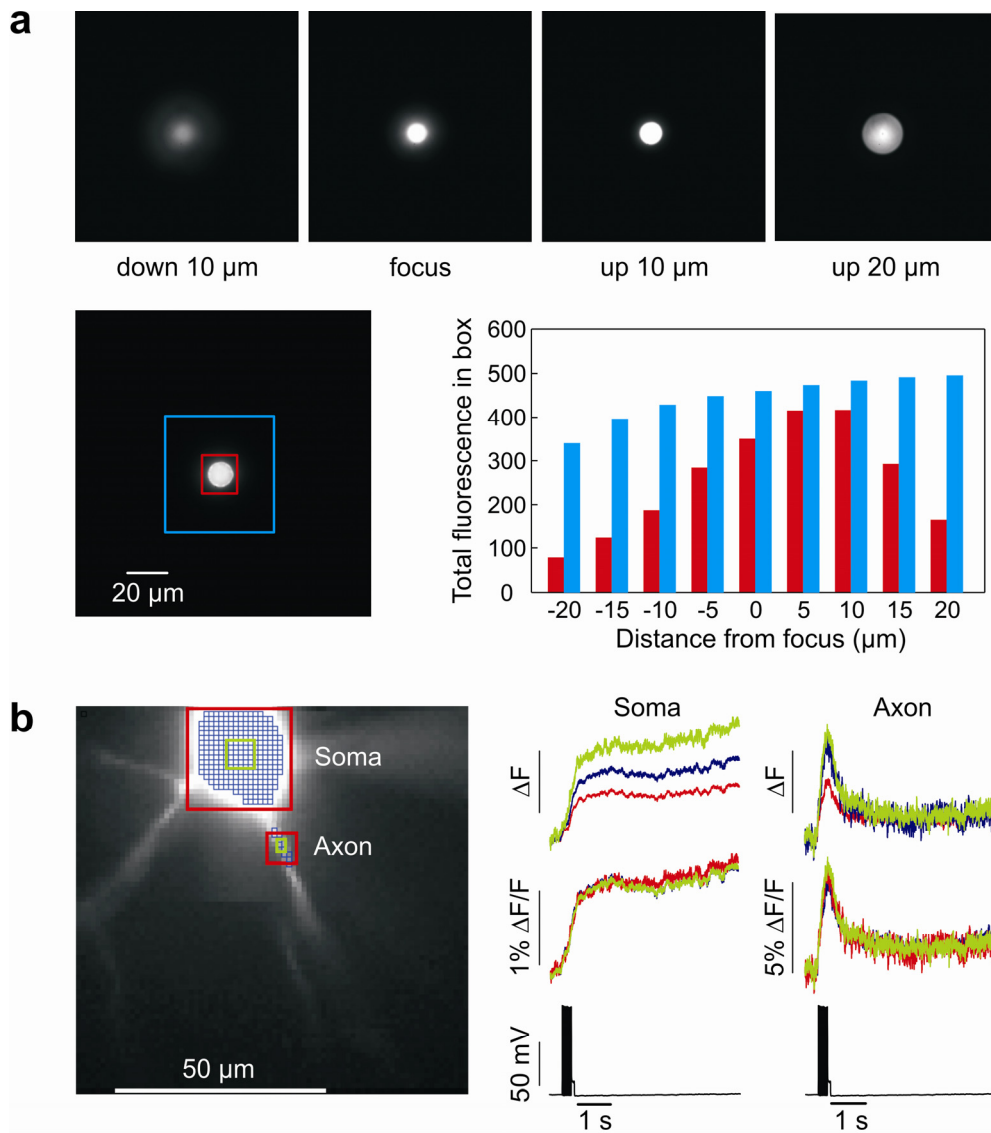 a
down 10 µm
focus
up 10 µm
up 20 µm
20 µm
Total fluorescence in box
600
500
400
300
200
100
0
-20 -15 -10 -5 0 5 10 15 20
Distance from focus (µm)
b
Soma
Axon
50 µm
Soma
Axon
ΔF
ΔF
1% ΔF/F
5% ΔF/F
50 mV
1 s
1 s